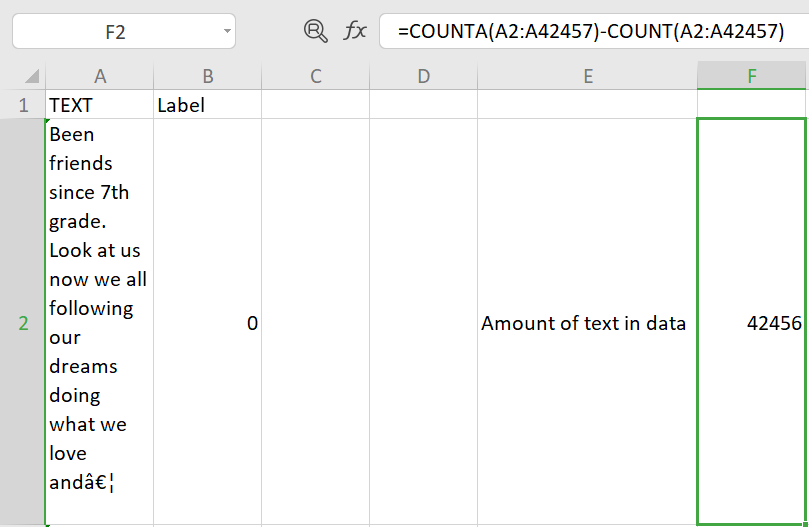 F2 fx =COUNTA(A2:A42457)-COUNT(A2:A42457)
A B C D E F
1 TEXT Label
Been
friends
since 7th
grade.
Look at us
now we all
following
2 our 0 Amount of text in data 42456
dreams
doing
what we
love
andâ€¦